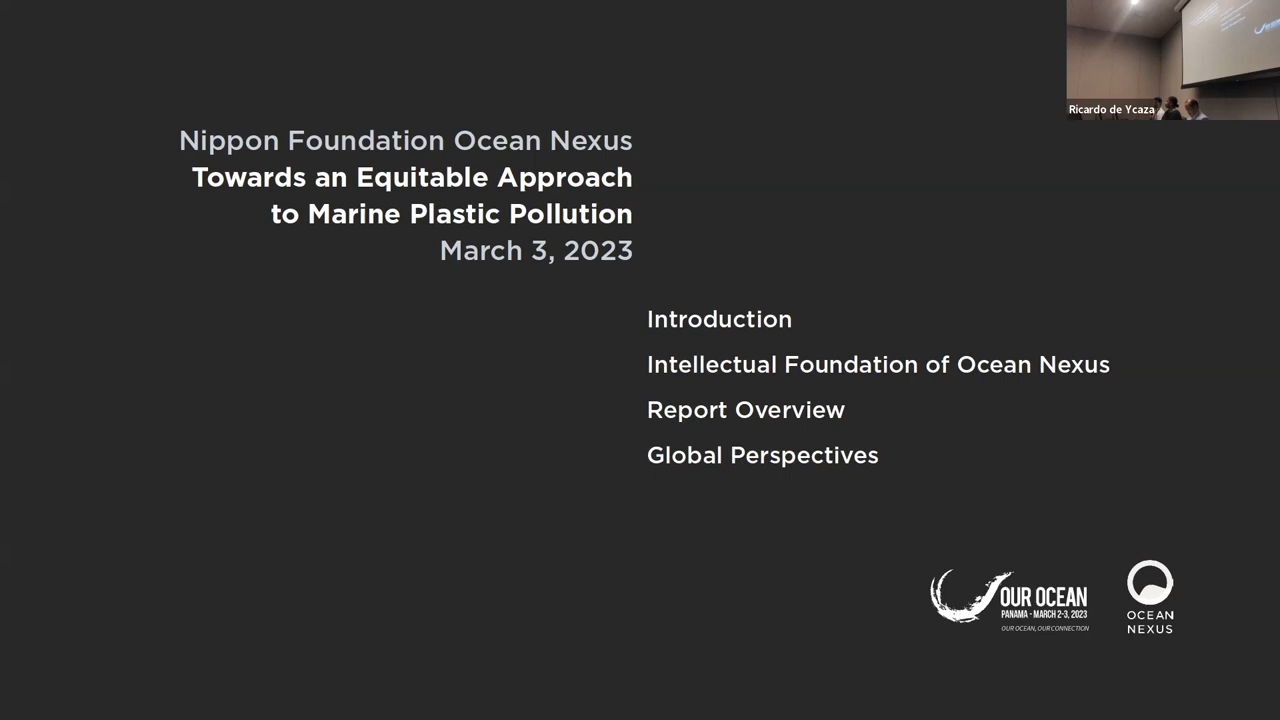 Ricardo de Ycaza
Nippon Foundation Ocean Nexus
Towards an Equitable Approach
to Marine Plastic Pollution
March 3, 2023
Introduction
Intellectual Foundation of Ocean Nexus
Report Overview
Global Perspectives
OUR OCEAN
PANAMA - MARCH 2-3, 2023
OUR OCEAN, OUR CONNECTION
OCEAN
NEXUS